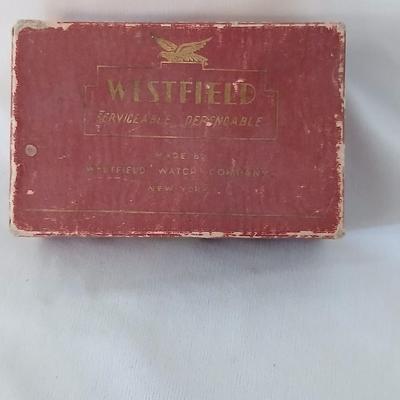 WESTFIELD
SERVICEABLE DEPENDABLE
MADE BY
WESTFIELD WATCH COMPANY
NEW YORK